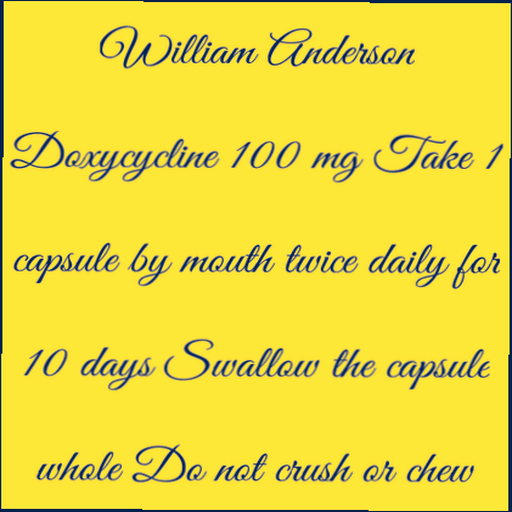 William Anderson
Doxycycline 100 mg Take 1
capsule by mouth twice daily for
10 days Swallow the capsule
whole Do not crush or chew